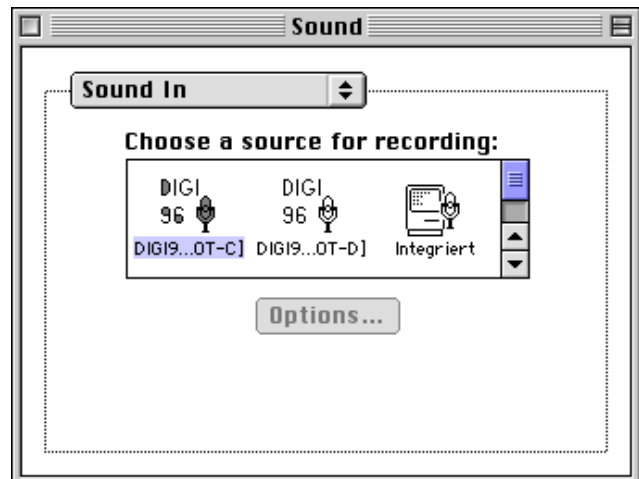 Sound
Sound In
Choose a source for recording:
DIGI 96
DIGI 96
DIGI9...OT-C]
DIGI9...OT-D]
Integriert
Options...